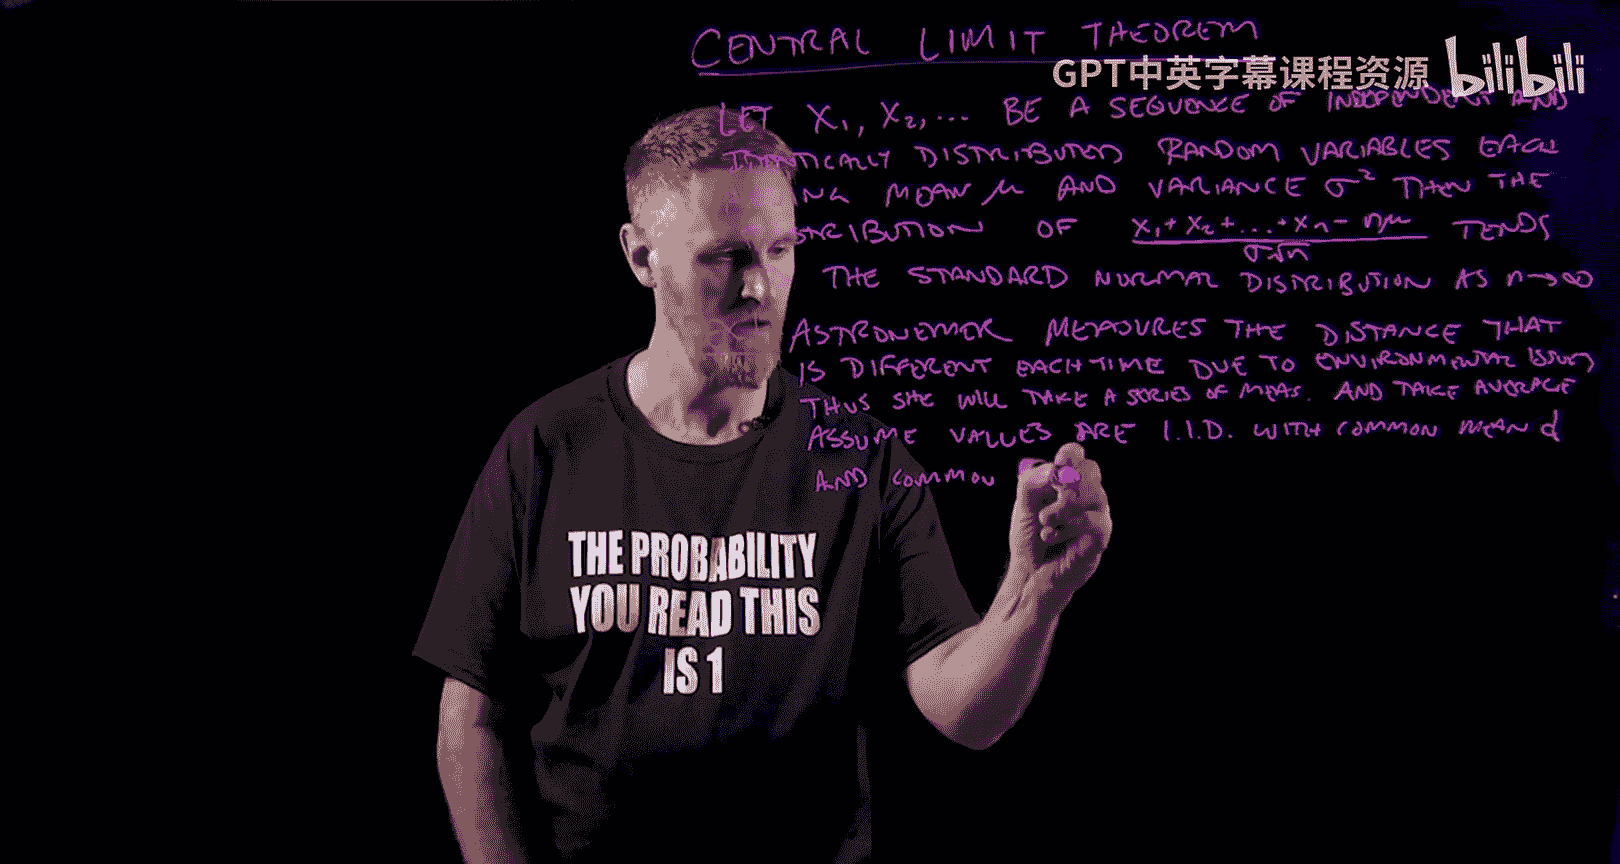 CENTRAL LIMIT THEOREM
GPT中英字幕课程资源 bilibili
LET X₁, X₂, ... BE A SEQUENCE OF INDEPENDENT AND
DISTRIBUTED RANDOM VARIABLES EACH
MEAN μ AND VARIANCE σ² THEN THE
OF (X₁ + X₂ + ... + Xn - nμ) / (σ√n) TENDS
THE STANDARD NORMAL DISTRIBUTION AS n→∞
ASTRONEMER MEASURES THE DISTANCE THAT
IS DIFFERENT EACH TIME DUE TO ENVIRONMENTAL ISSUES
THUS SHE WILL TAKE A SERIES OF MEAS. AND TAKE AVERAGE
ASSUME VALUES ARE I.I.D. WITH COMMON MEAN d
AND COMMON
THE PROBABILITY
YOU READ THIS
IS 1